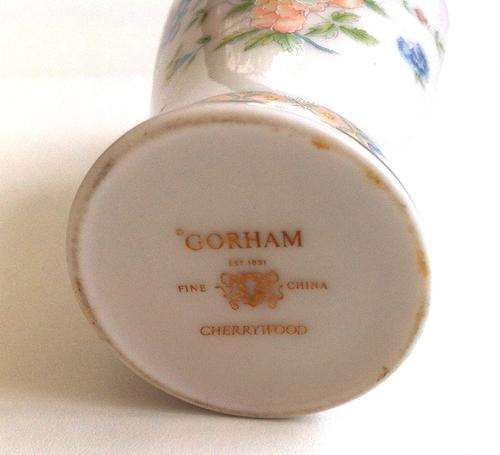 ©GORHAM
EST 1831
FINE CHINA
CHERRYWOOD